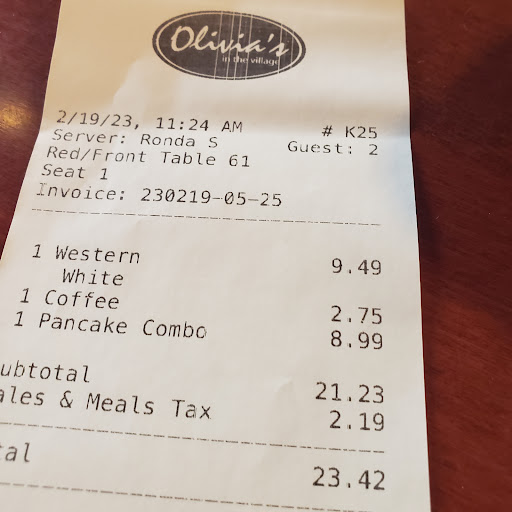 Olivia's
in the village
2/19/23, 11:24 AM # K25
Server: Ronda S Guest: 2
Red/Front Table 61
Seat 1
Invoice: 230219-05-25
1 Western 9.49
White
1 Coffee 2.75
1 Pancake Combo 8.99
ubtotal 21.23
ales & Meals Tax 2.19
tal 23.42